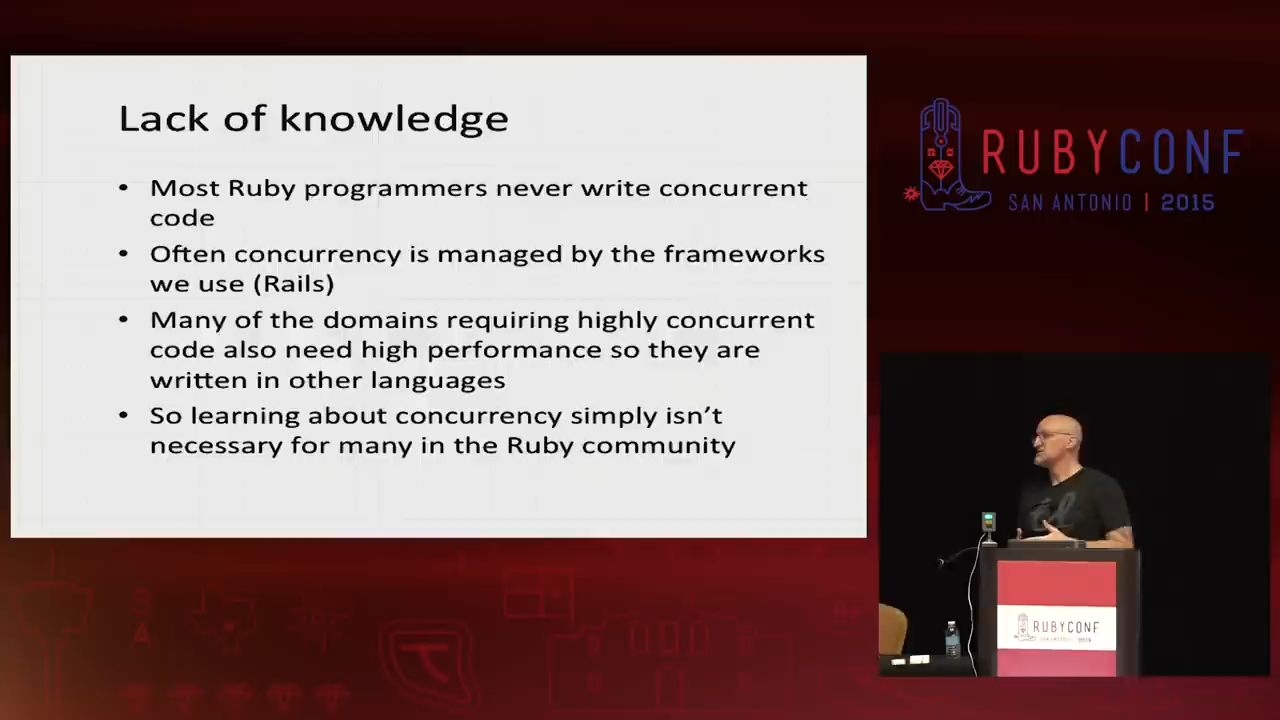 Lack of knowledge
• Most Ruby programmers never write concurrent
code
• Often concurrency is managed by the frameworks
we use (Rails)
• Many of the domains requiring highly concurrent
code also need high performance so they are
written in other languages
• So learning about concurrency simply isn’t
necessary for many in the Ruby community
RUBYCONF
SAN ANTONIO | 2015
RUBYCONF
SAN ANTONIO | 2015